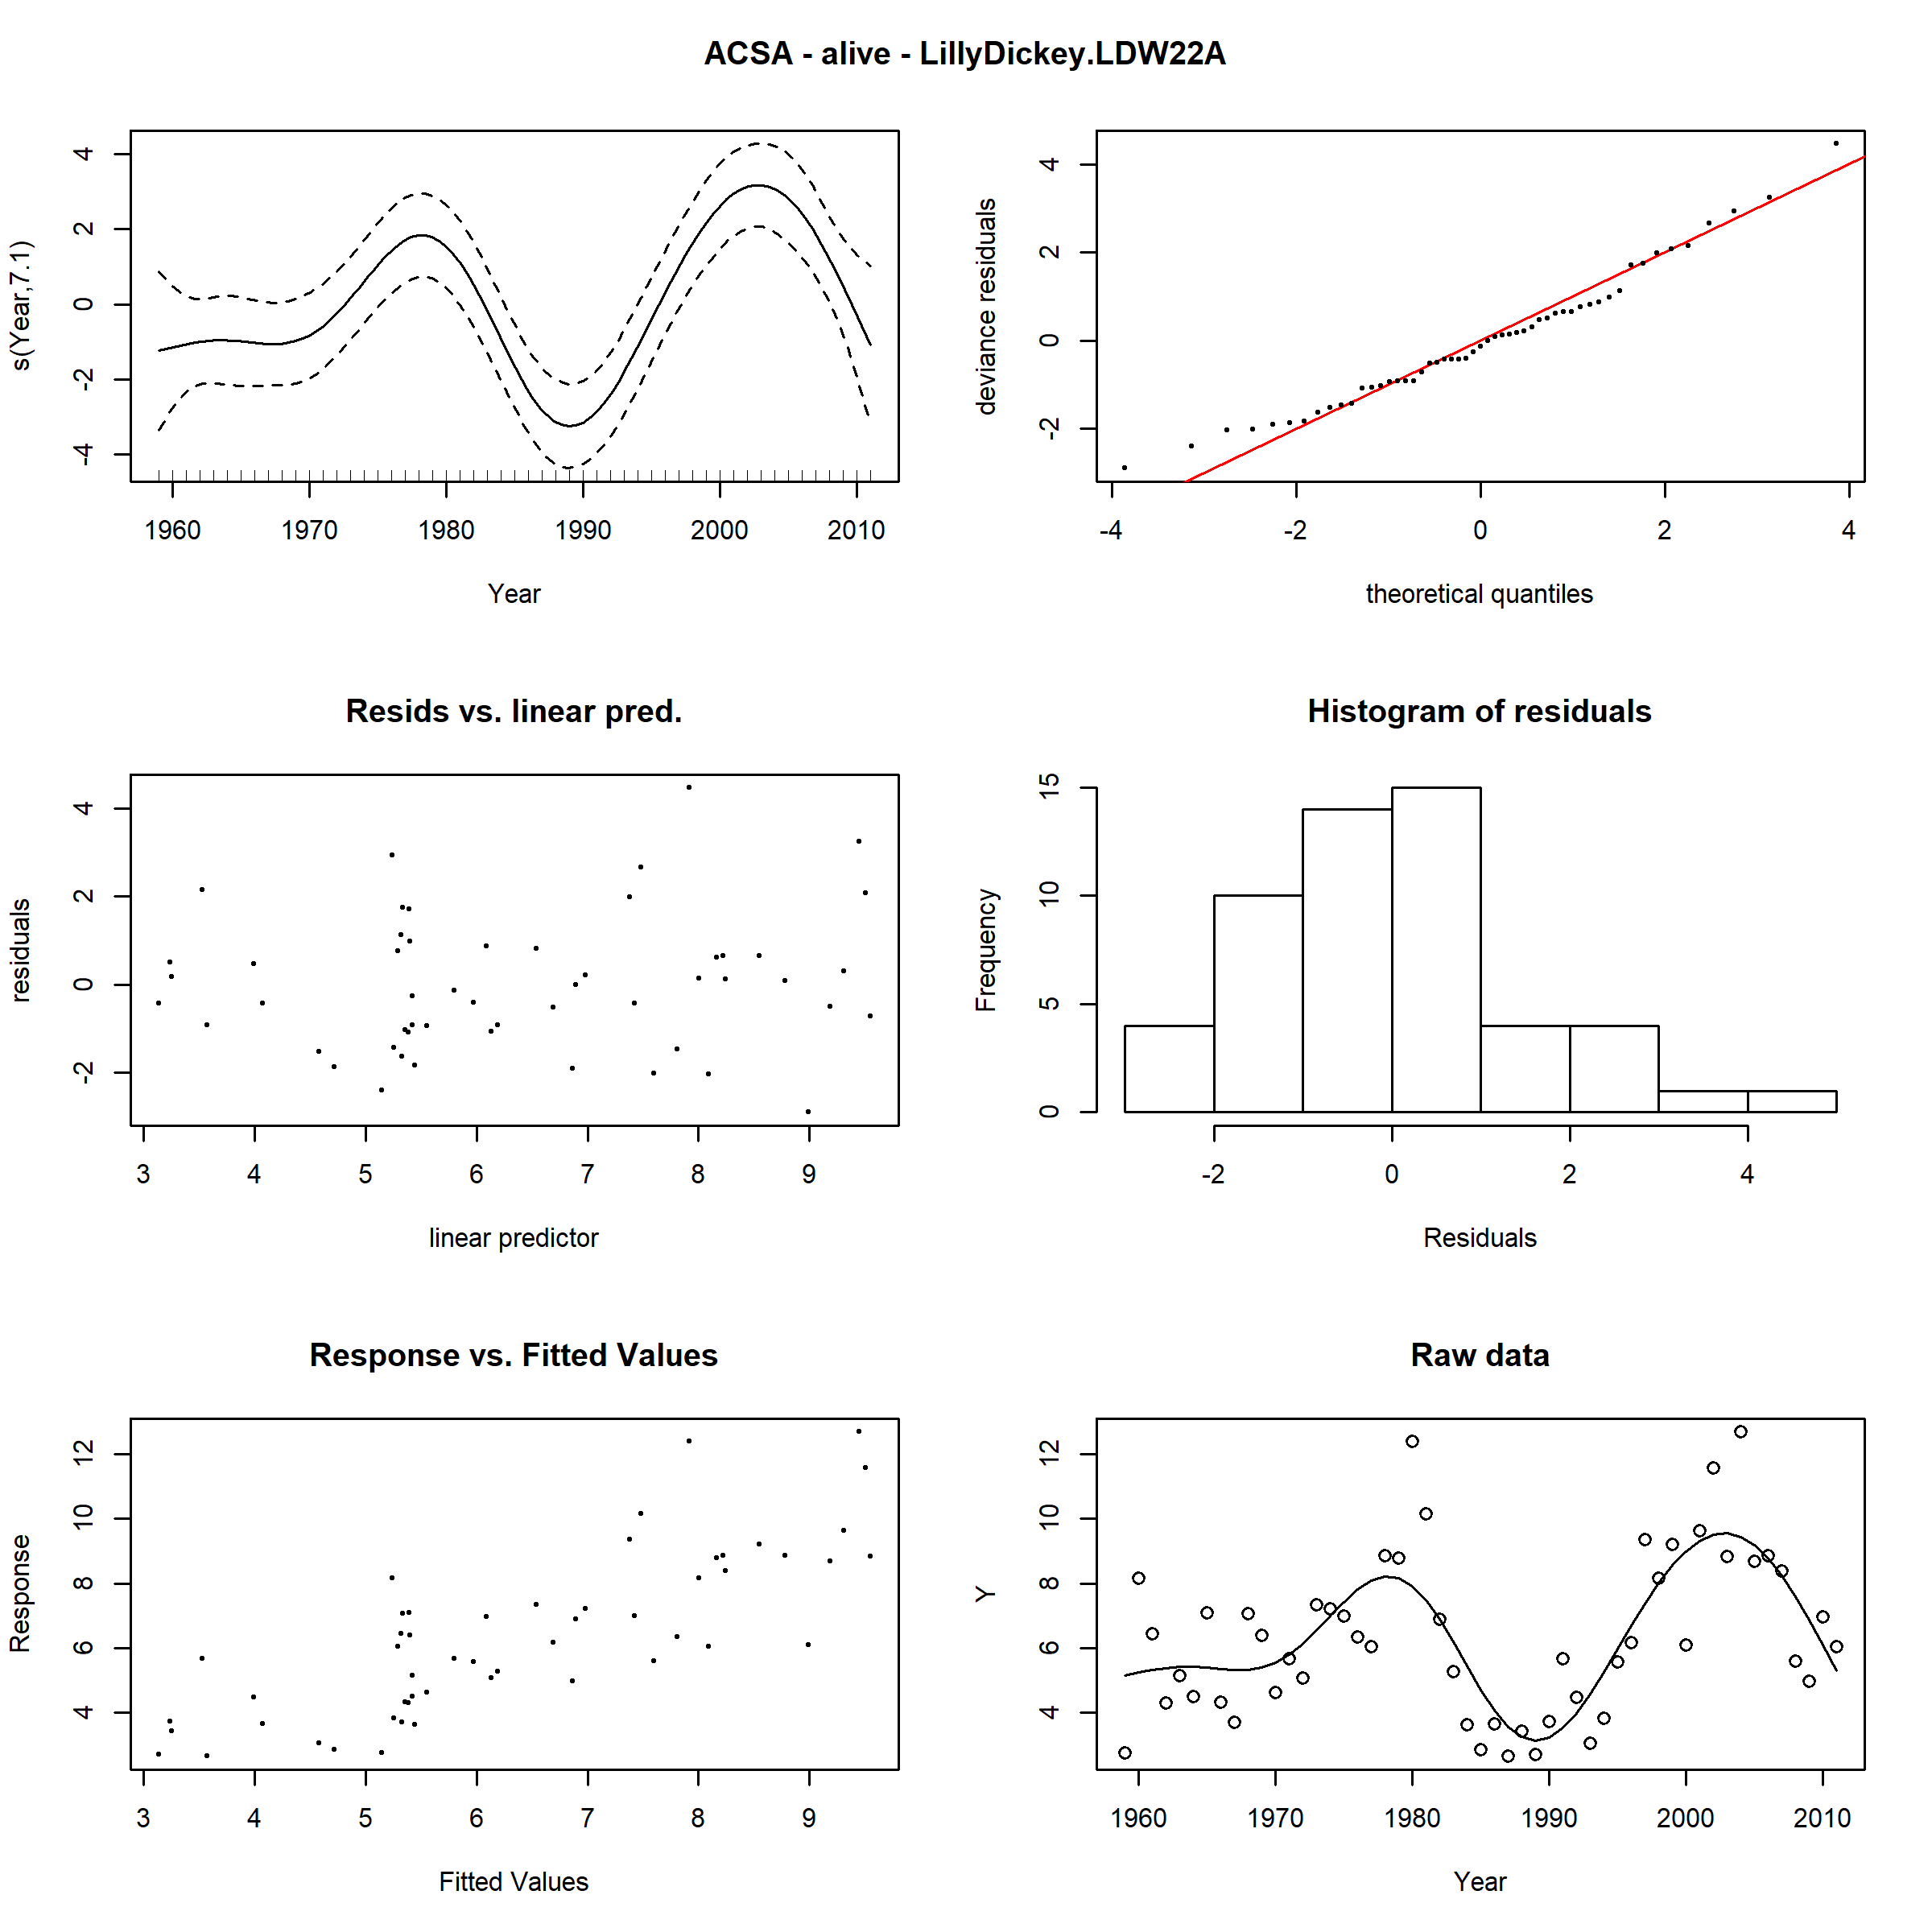 ACSA - alive - LillyDickey.LDW22A
s(Year,7.1)
4
2
0
-2
-4
1960 1970 1980 1990 2000 2010
Year
deviance residuals
4
2
0
-2
-4 -2 0 2 4
theoretical quantiles
Resids vs. linear pred.
residuals
4
2
0
-2
3 4 5 6 7 8 9
linear predictor
Histogram of residuals
Frequency
15
10
5
0
-2 0 2 4
Residuals
Response vs. Fitted Values
Response
12
10
8
6
4
3 4 5 6 7 8 9
Fitted Values
Raw data
Y
12
10
8
6
4
1960 1970 1980 1990 2000 2010
Year